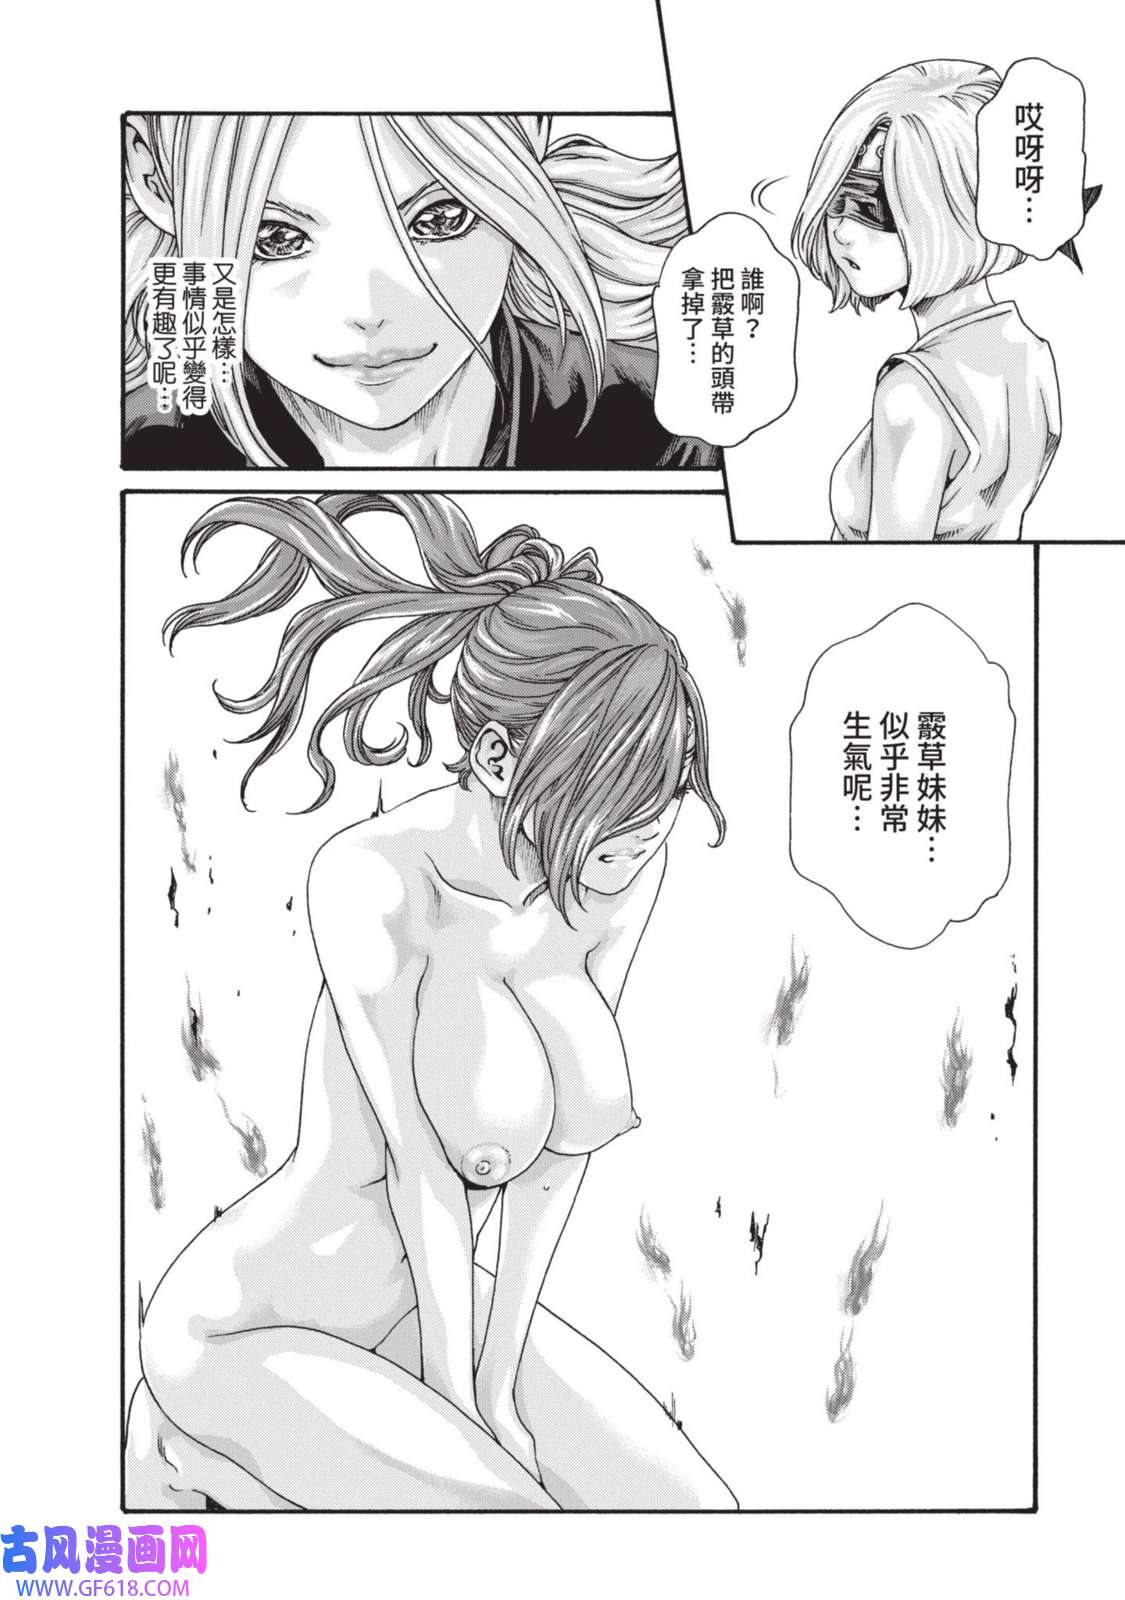 哎呀呀…
誰啊？
把霰草的頭帶
拿掉了…
又是怎樣…
事情似乎變得
更有趣了呢…
霰草妹妹…
似乎非常
生氣呢…
古风漫画网
WWW.GF618.COM